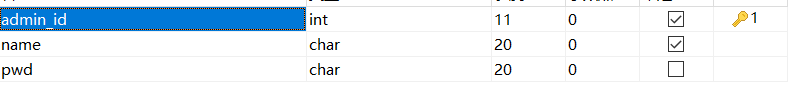 admin_id int 11 0 1
name char 20 0
pwd char 20 0